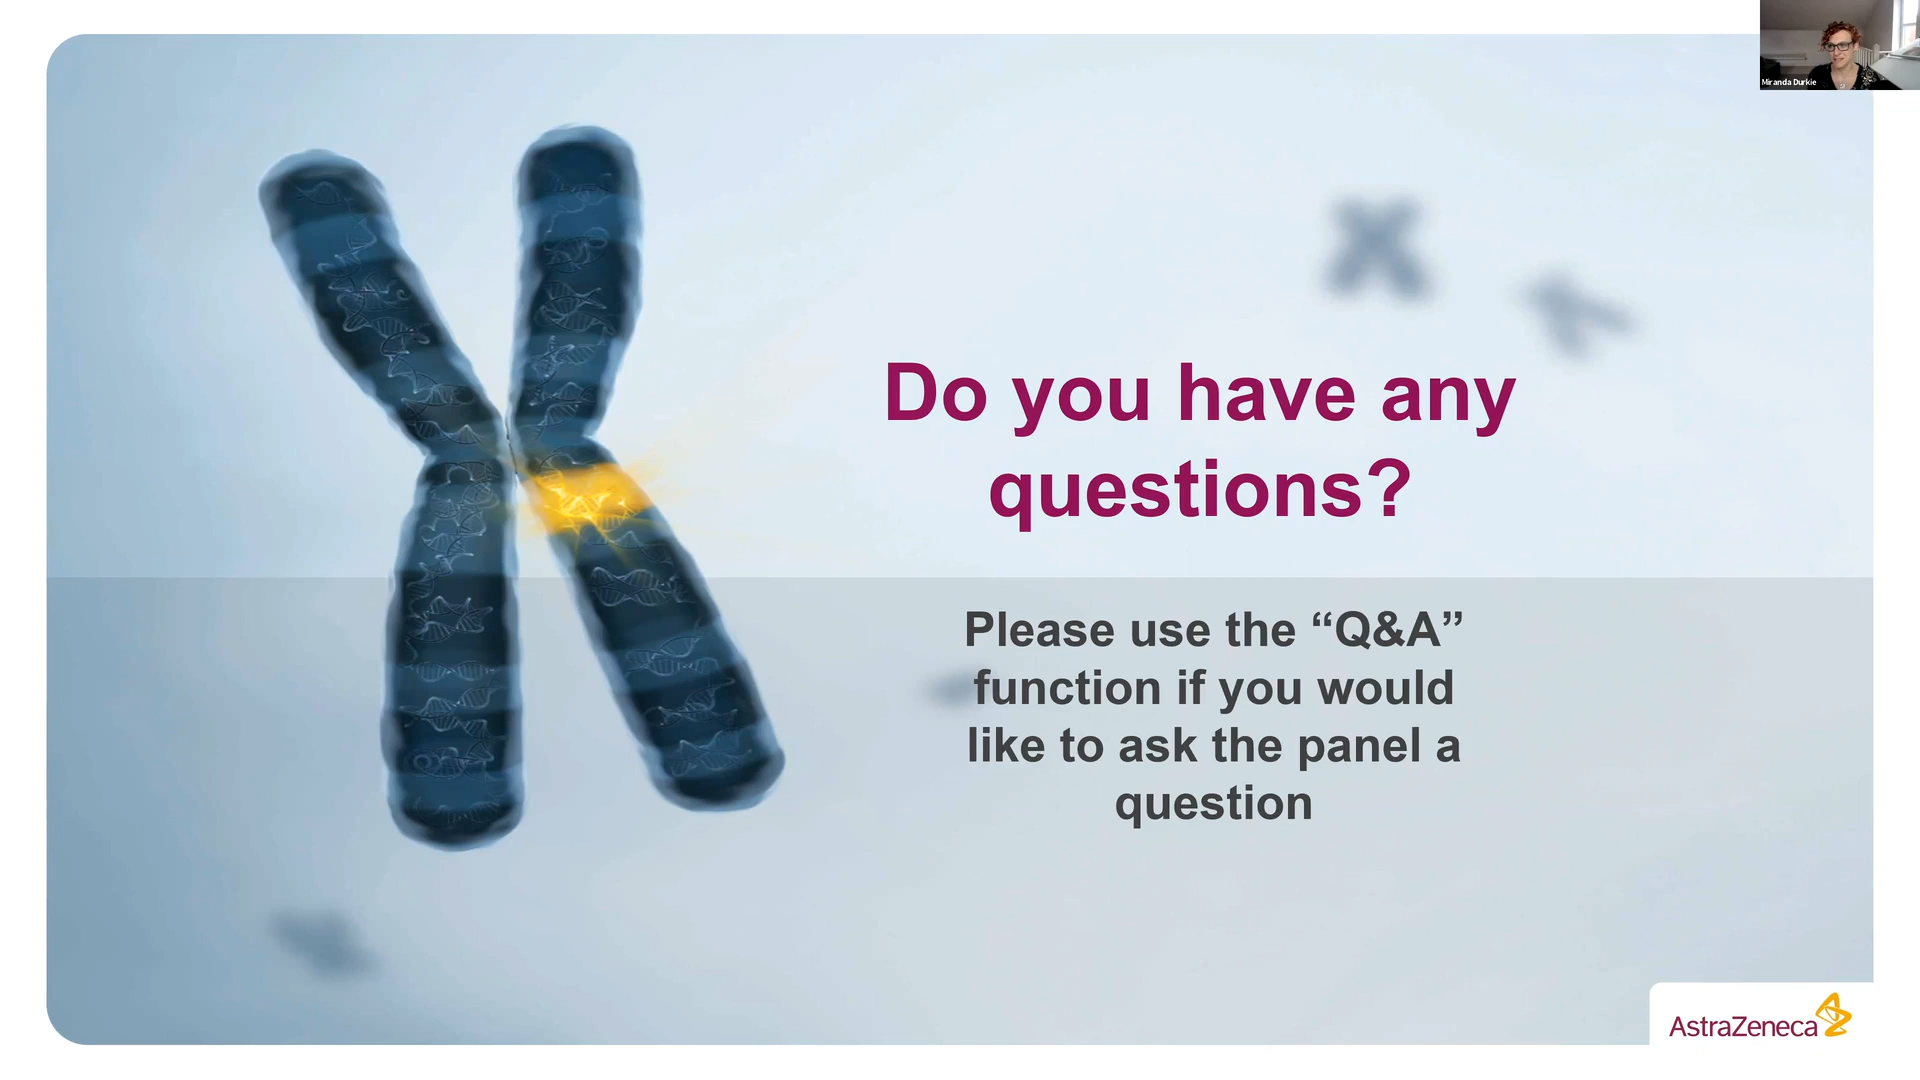 Miranda Durkie
Do you have any
questions?
Please use the “Q&A”
function if you would
like to ask the panel a
question
AstraZeneca